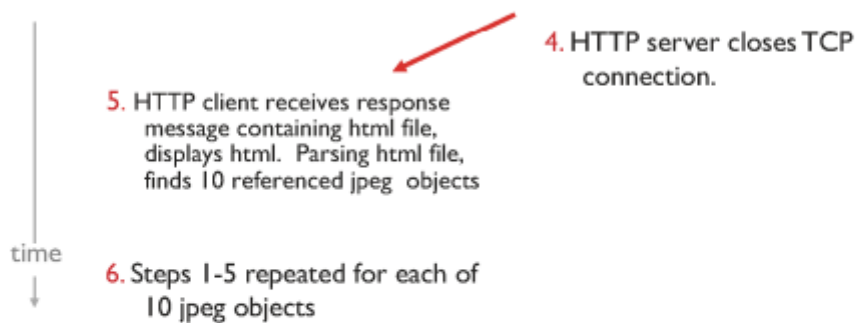 4. HTTP server closes TCP
connection.
5. HTTP client receives response
message containing html file,
displays html. Parsing html file,
finds 10 referenced jpeg objects
time
6. Steps 1-5 repeated for each of
10 jpeg objects